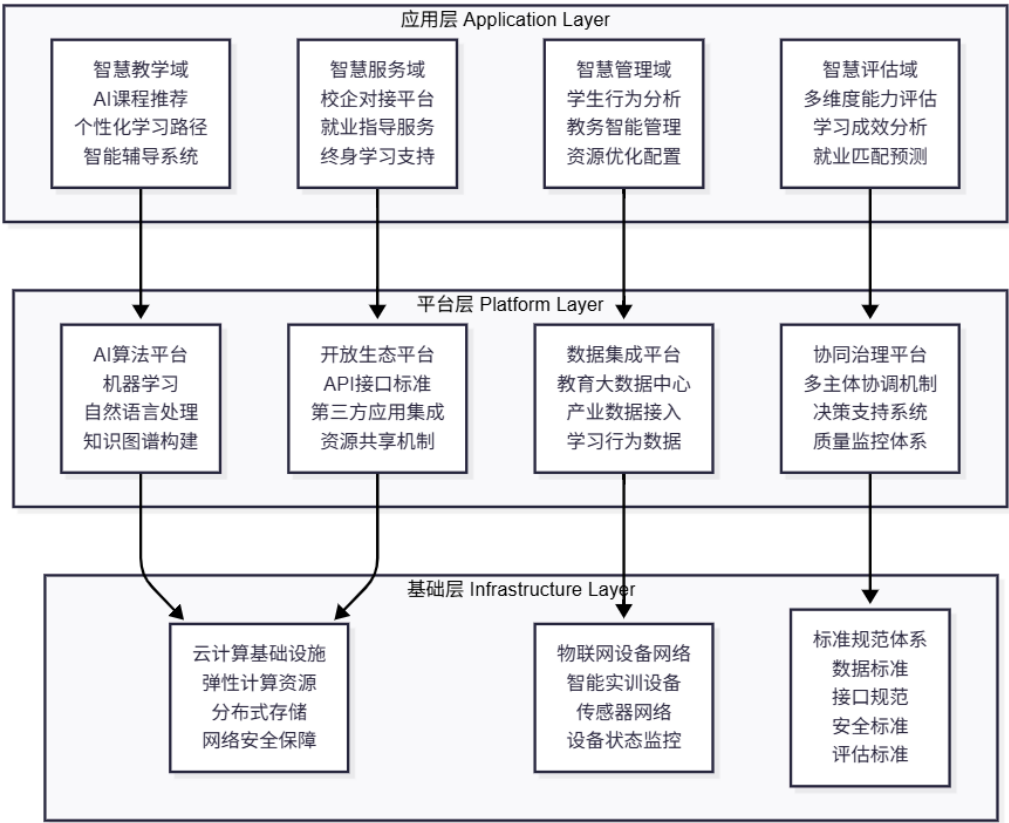 应用层 Application Layer
智慧教学域
AI课程推荐
个性化学习路径
智能辅导系统
智慧服务域
校企对接平台
就业指导服务
终身学习支持
智慧管理域
学生行为分析
教务智能管理
资源优化配置
智慧评估域
多维度能力评估
学习成效分析
就业匹配预测
平台层 Platform Layer
AI算法平台
机器学习
自然语言处理
知识图谱构建
开放生态平台
API接口标准
第三方应用集成
资源共享机制
数据集成平台
教育大数据中心
产业数据接入
学习行为数据
协同治理平台
多主体协调机制
决策支持系统
质量监控体系
基础层 Infrastructure Layer
云计算基础设施
弹性计算资源
分布式存储
网络安全保障
物联网设备网络
智能实训设备
传感器网络
设备状态监控
标准规范体系
数据标准
接口规范
安全标准
评估标准